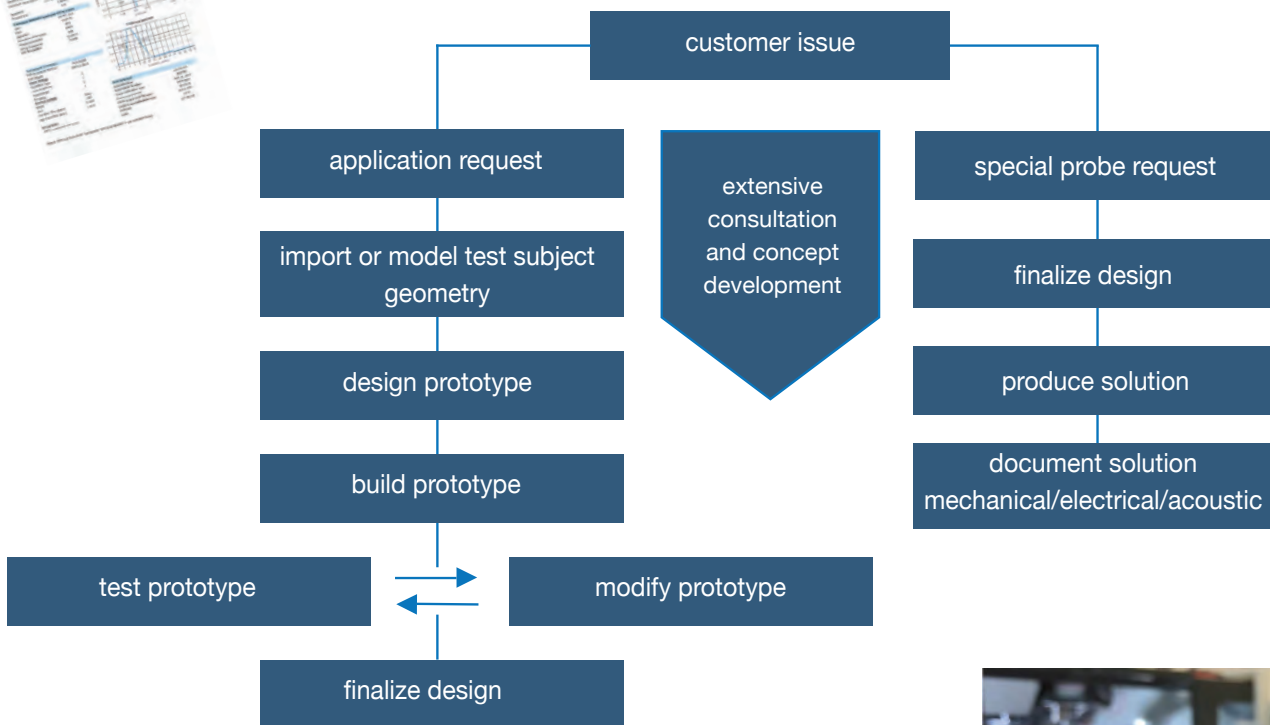 customer issue
application request
import or model test subject
geometry
design prototype
build prototype
test prototype
modify prototype
finalize design
extensive
consultation
and concept
development
special probe request
finalize design
produce solution
document solution
mechanical/electrical/acoustic